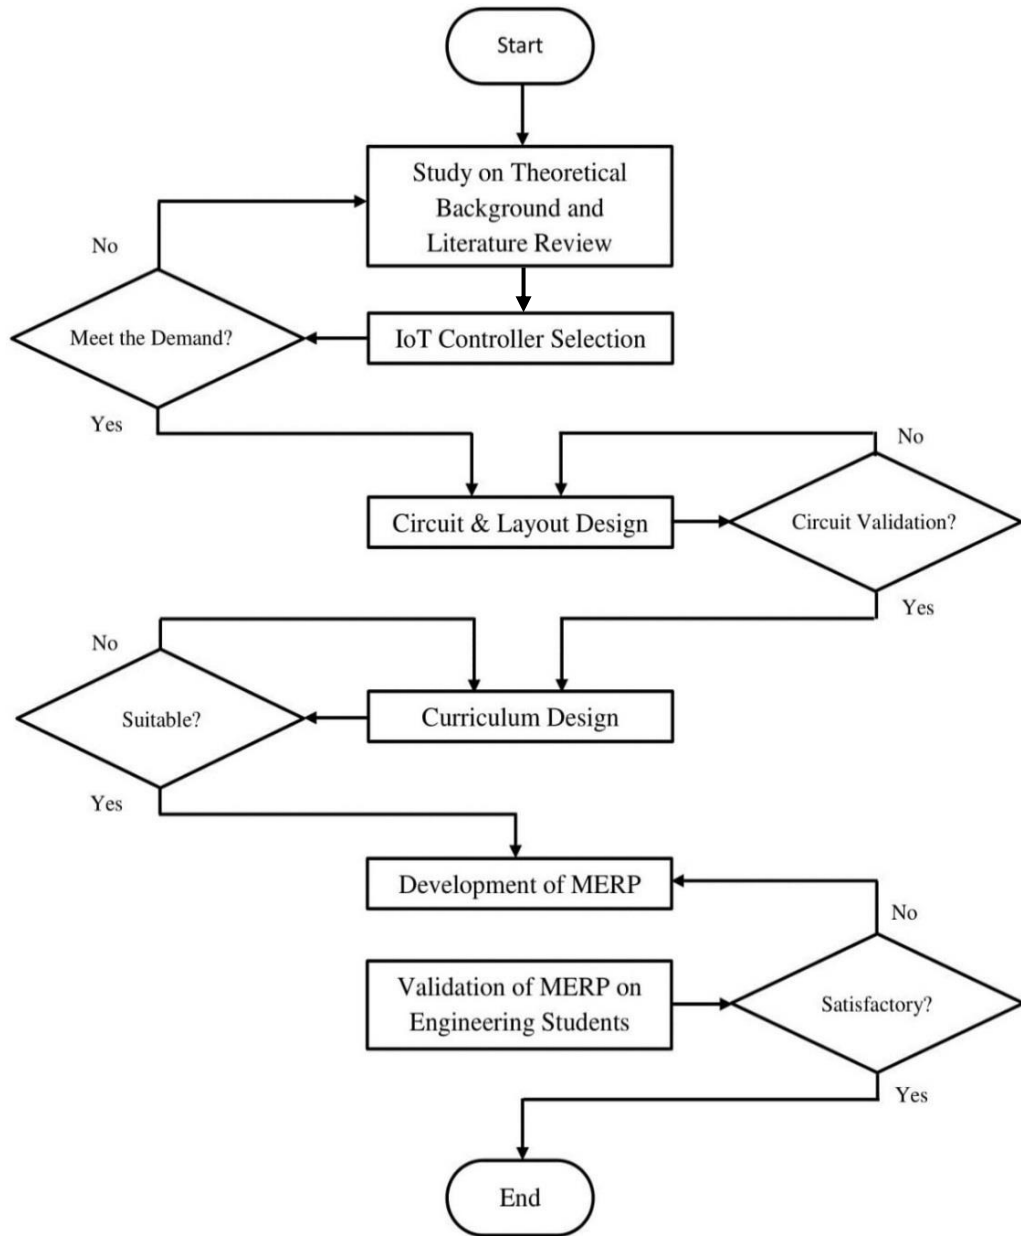 Start
Study on Theoretical
Background and
Literature Review
No
Meet the Demand?
IoT Controller Selection
Yes
No
Circuit & Layout Design
Circuit Validation?
Yes
No
Suitable?
Curriculum Design
Yes
Development of MERP
No
Validation of MERP on
Engineering Students
Satisfactory?
Yes
End